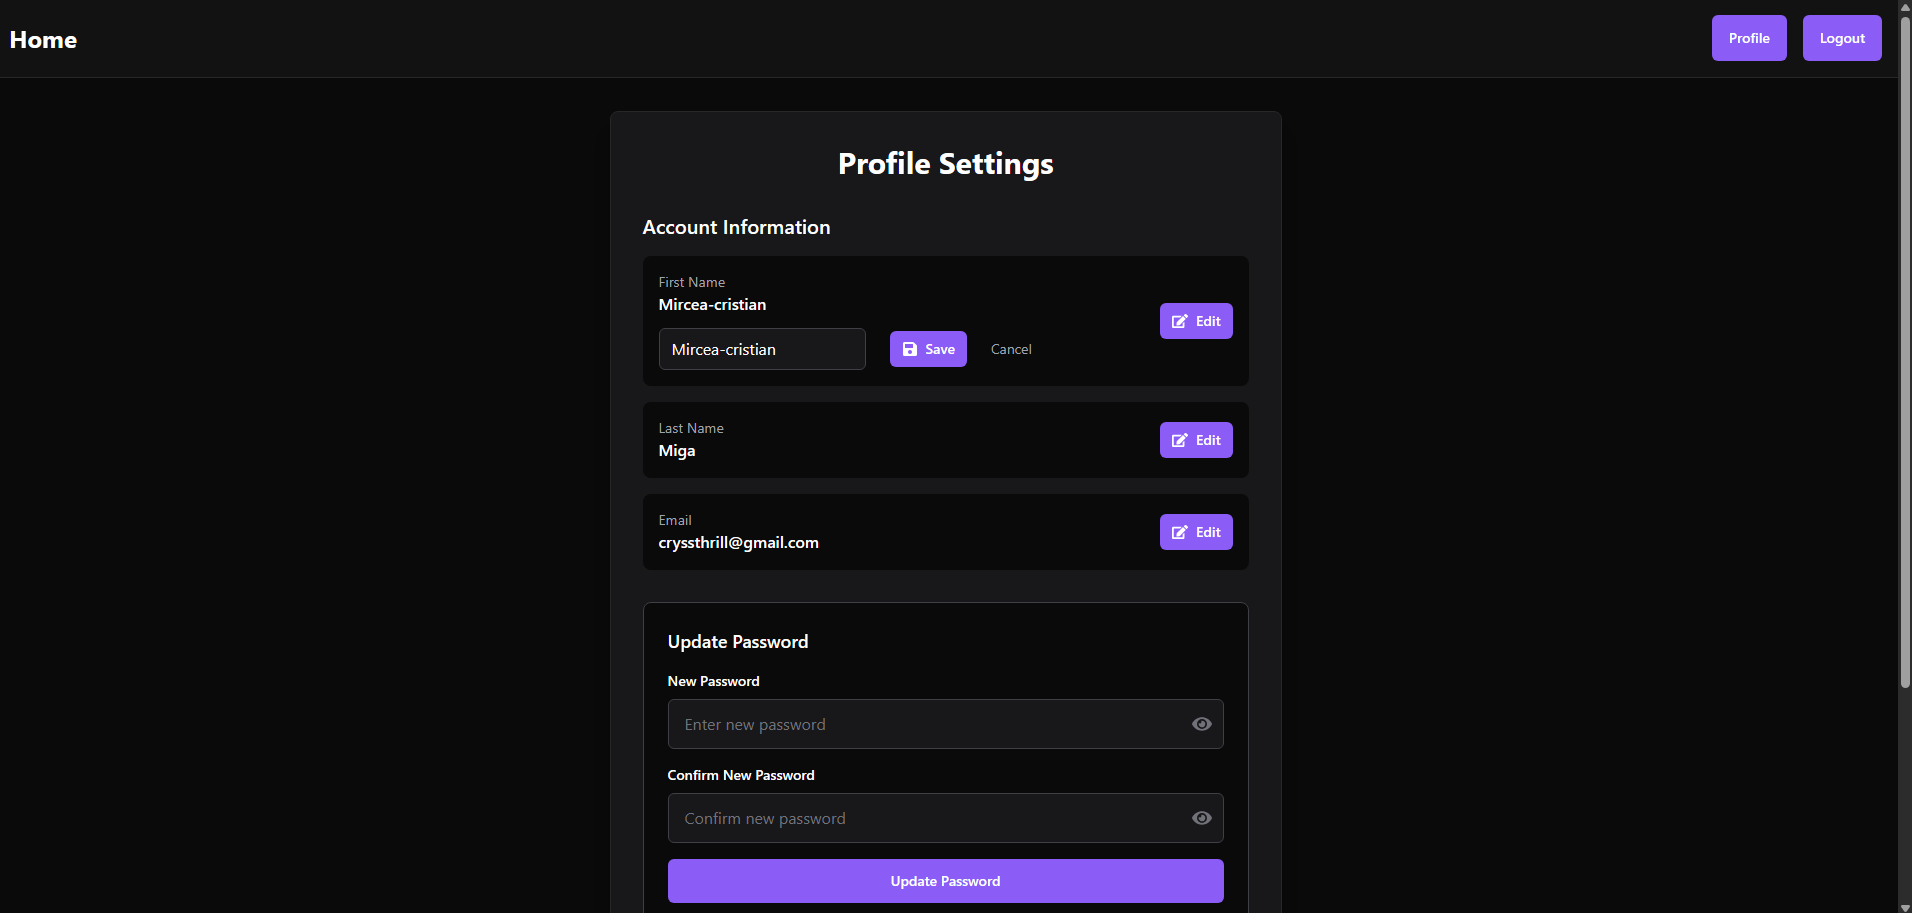 Home
Profile
Logout
Profile Settings
Account Information
First Name
Mircea-cristian
Edit
Mircea-cristian
Save
Cancel
Last Name
Miga
Edit
Email
cryssthrill@gmail.com
Edit
Update Password
New Password
Enter new password
Confirm New Password
Confirm new password
Update Password